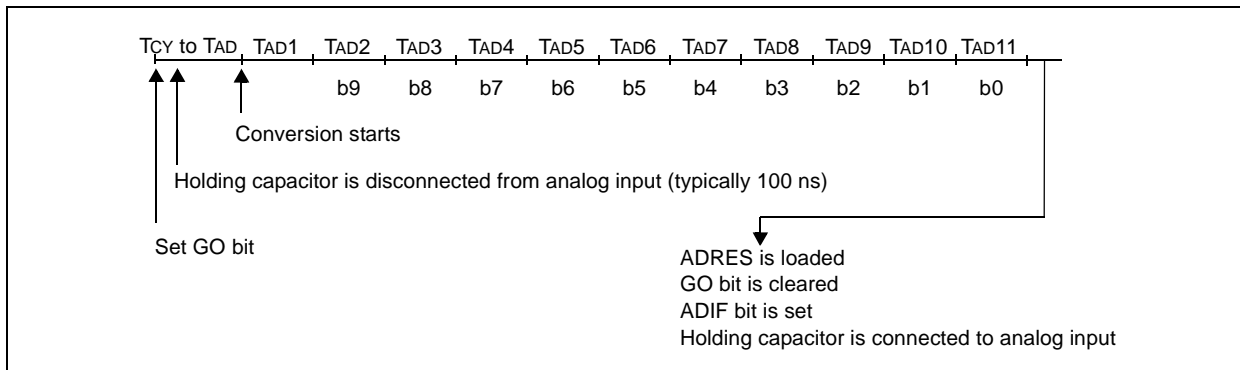 TCY to TAD TAD1 TAD2 TAD3 TAD4 TAD5 TAD6 TAD7 TAD8 TAD9 TAD10 TAD11
b9 b8 b7 b6 b5 b4 b3 b2 b1 b0
Conversion starts
Holding capacitor is disconnected from analog input (typically 100 ns)
Set GO bit
ADRES is loaded
GO bit is cleared
ADIF bit is set
Holding capacitor is connected to analog input